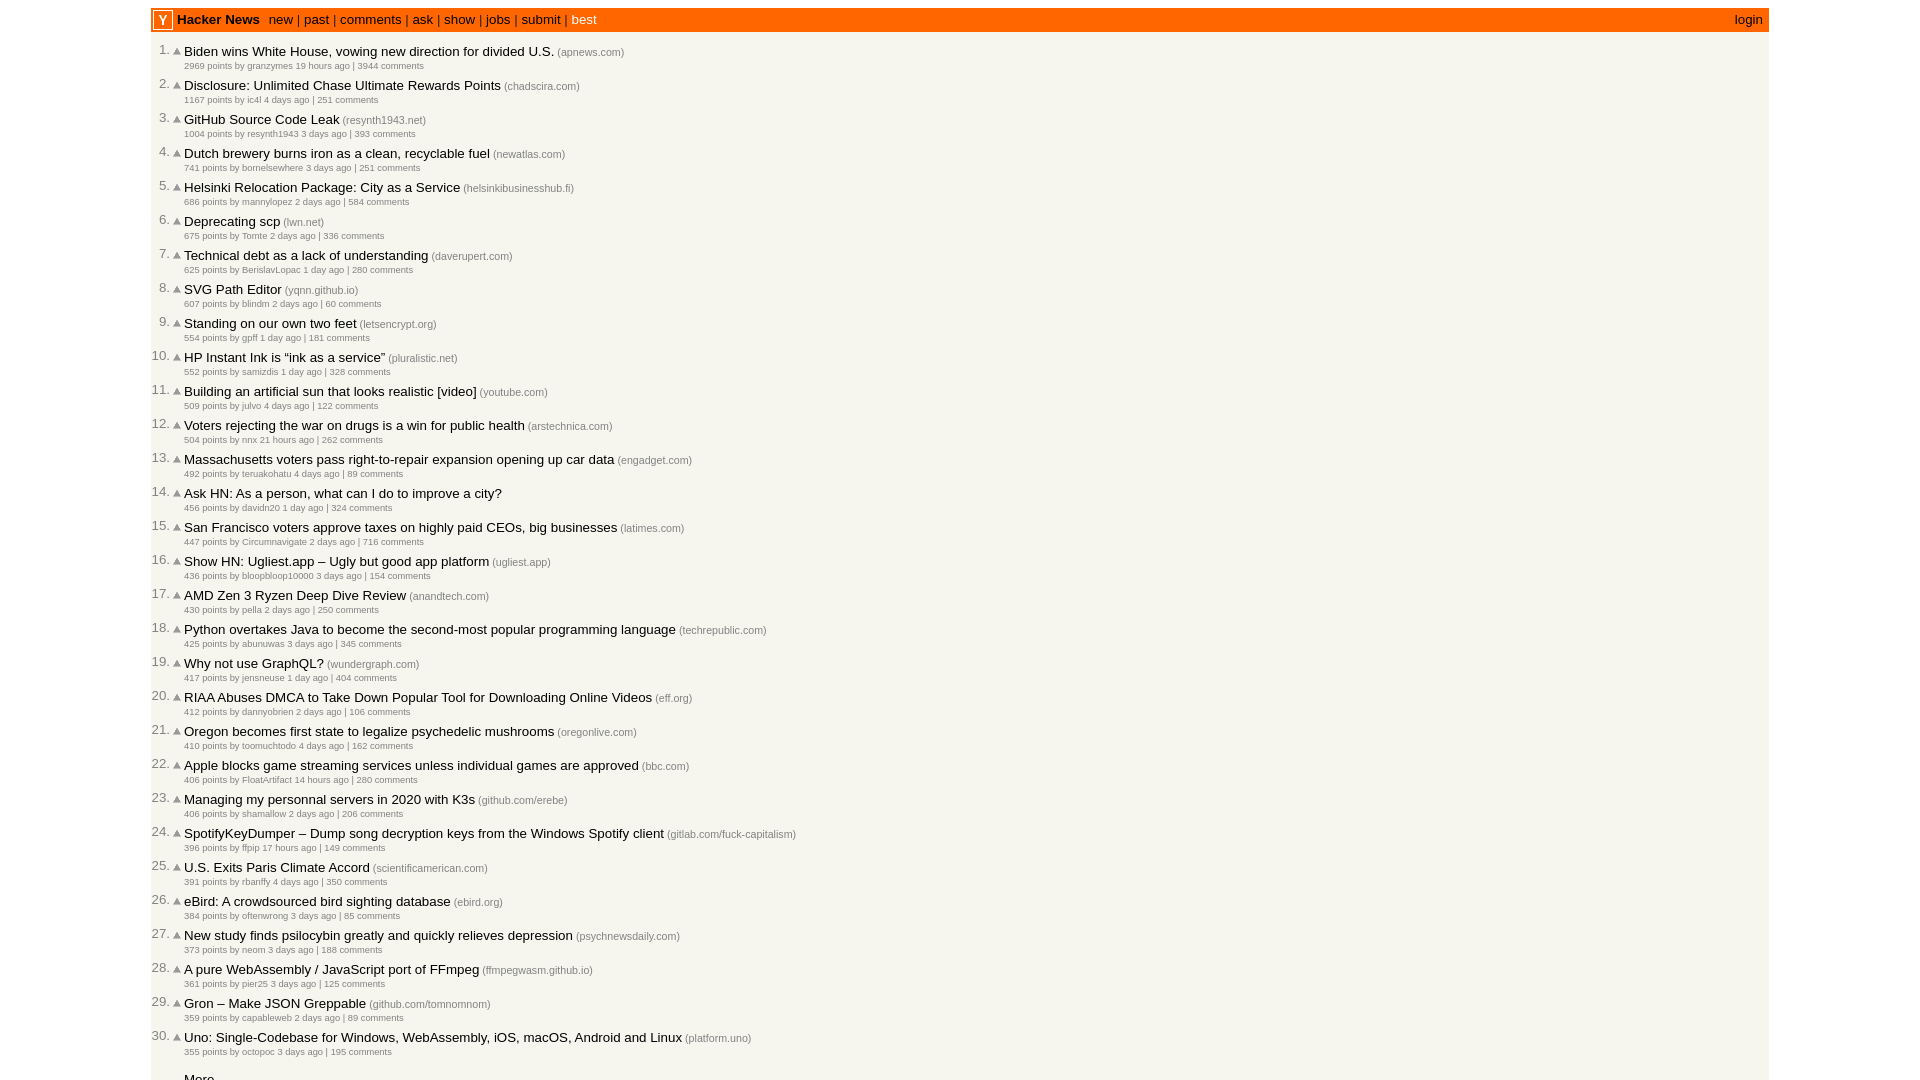 Y Hacker News new | past | comments | ask | show | jobs | submit | best login
1. Biden wins White House, vowing new direction for divided U.S. (apnews.com)
2969 points by granzymes 19 hours ago | 3944 comments
2. Disclosure: Unlimited Chase Ultimate Rewards Points (chadscira.com)
1167 points by ic4l 4 days ago | 251 comments
3. GitHub Source Code Leak (resynth1943.net)
1004 points by resynth1943 3 days ago | 393 comments
4. Dutch brewery burns iron as a clean, recyclable fuel (newatlas.com)
741 points by bornelsewhere 3 days ago | 251 comments
5. Helsinki Relocation Package: City as a Service (helsinkibusinesshub.fi)
686 points by mannylopez 2 days ago | 584 comments
6. Deprecating scp (lwn.net)
675 points by Tomte 2 days ago | 336 comments
7. Technical debt as a lack of understanding (daverupert.com)
625 points by BerislavLopac 1 day ago | 280 comments
8. SVG Path Editor (yqnn.github.io)
607 points by blindm 2 days ago | 60 comments
9. Standing on our own two feet (letsencrypt.org)
554 points by gpff 1 day ago | 181 comments
10. HP Instant Ink is “ink as a service” (pluralistic.net)
552 points by samizdis 1 day ago | 328 comments
11. Building an artificial sun that looks realistic [video] (youtube.com)
509 points by julvo 4 days ago | 122 comments
12. Voters rejecting the war on drugs is a win for public health (arstechnica.com)
504 points by nnx 21 hours ago | 262 comments
13. Massachusetts voters pass right-to-repair expansion opening up car data (engadget.com)
492 points by teruakohatu 4 days ago | 89 comments
14. Ask HN: As a person, what can I do to improve a city?
456 points by davidn20 1 day ago | 324 comments
15. San Francisco voters approve taxes on highly paid CEOs, big businesses (latimes.com)
447 points by Circumnavigate 2 days ago | 716 comments
16. Show HN: Ugliest.app – Ugly but good app platform (ugliest.app)
436 points by bloopbloop10000 3 days ago | 154 comments
17. AMD Zen 3 Ryzen Deep Dive Review (anandtech.com)
430 points by pella 2 days ago | 250 comments
18. Python overtakes Java to become the second-most popular programming language (techrepublic.com)
425 points by abunuwas 3 days ago | 345 comments
19. Why not use GraphQL? (wundergraph.com)
417 points by jensneuse 1 day ago | 404 comments
20. RIAA Abuses DMCA to Take Down Popular Tool for Downloading Online Videos (eff.org)
412 points by dannyobrien 2 days ago | 106 comments
21. Oregon becomes first state to legalize psychedelic mushrooms (oregonlive.com)
410 points by toomuchtodo 4 days ago | 162 comments
22. Apple blocks game streaming services unless individual games are approved (bbc.com)
406 points by FloatArtifact 14 hours ago | 280 comments
23. Managing my personnal servers in 2020 with K3s (github.com/erebe)
406 points by shamallow 2 days ago | 206 comments
24. SpotifyKeyDumper – Dump song decryption keys from the Windows Spotify client (gitlab.com/fuck-capitalism)
396 points by ffpip 17 hours ago | 149 comments
25. U.S. Exits Paris Climate Accord (scientificamerican.com)
391 points by rbanffy 4 days ago | 350 comments
26. eBird: A crowdsourced bird sighting database (ebird.org)
384 points by oftenwrong 3 days ago | 85 comments
27. New study finds psilocybin greatly and quickly relieves depression (psychnewsdaily.com)
373 points by neom 3 days ago | 188 comments
28. A pure WebAssembly / JavaScript port of FFmpeg (ffmpegwasm.github.io)
361 points by pier25 3 days ago | 125 comments
29. Gron – Make JSON Greppable (github.com/tomnomnom)
359 points by capableweb 2 days ago | 89 comments
30. Uno: Single-Codebase for Windows, WebAssembly, iOS, macOS, Android and Linux (platform.uno)
355 points by octopoc 3 days ago | 195 comments
More